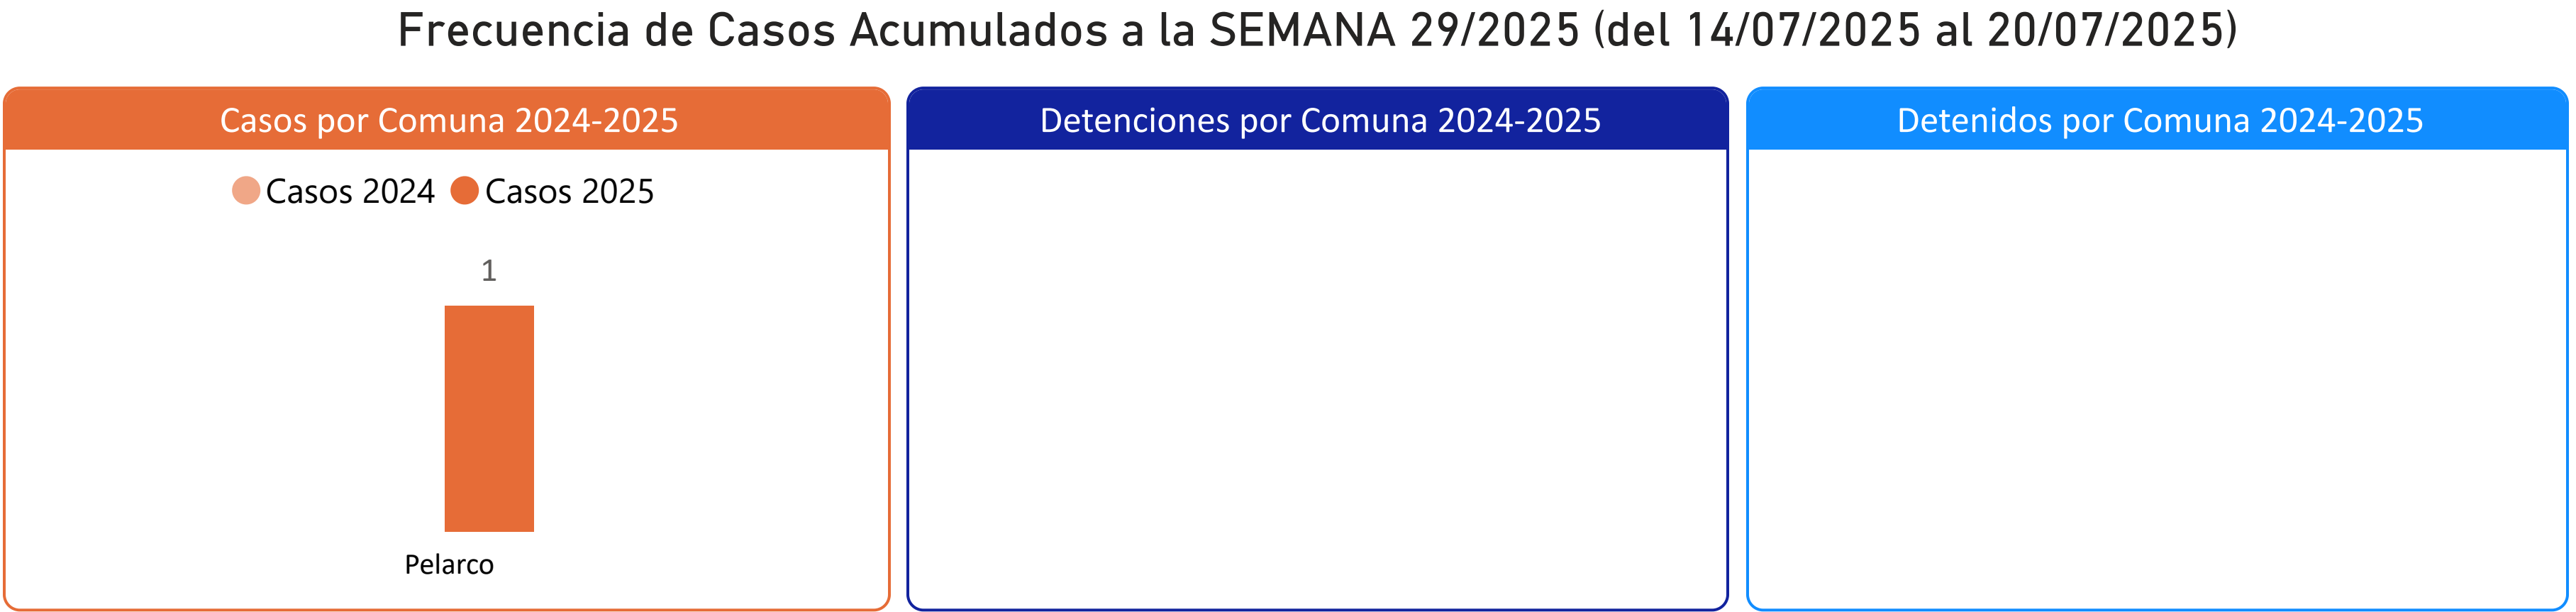 Frecuencia de Casos Acumulados a la SEMANA 29/2025 (del 14/07/2025 al 20/07/2025)
Casos por Comuna 2024-2025
Casos 2024 Casos 2025
1
Pelarco
Detenciones por Comuna 2024-2025
Detenidos por Comuna 2024-2025